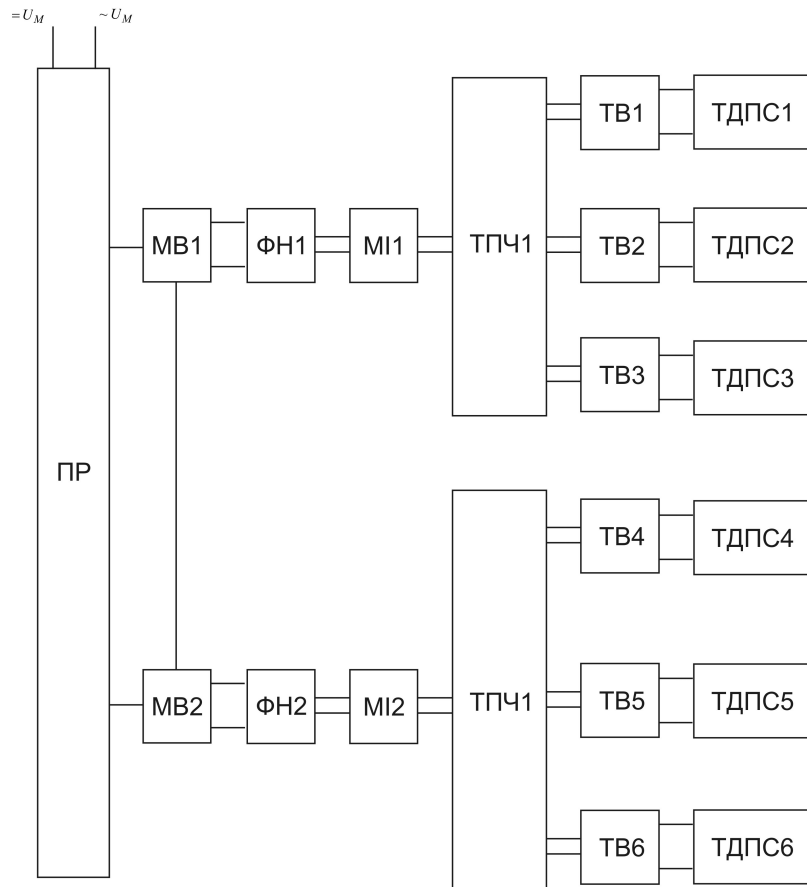 =U_M ~U_M
ПР
МВ1 ФН1 МІ1 ТПЧ1
ТВ1 ТДПС1
ТВ2 ТДПС2
ТВ3 ТДПС3
МВ2 ФН2 МІ2 ТПЧ1
ТВ4 ТДПС4
ТВ5 ТДПС5
ТВ6 ТДПС6